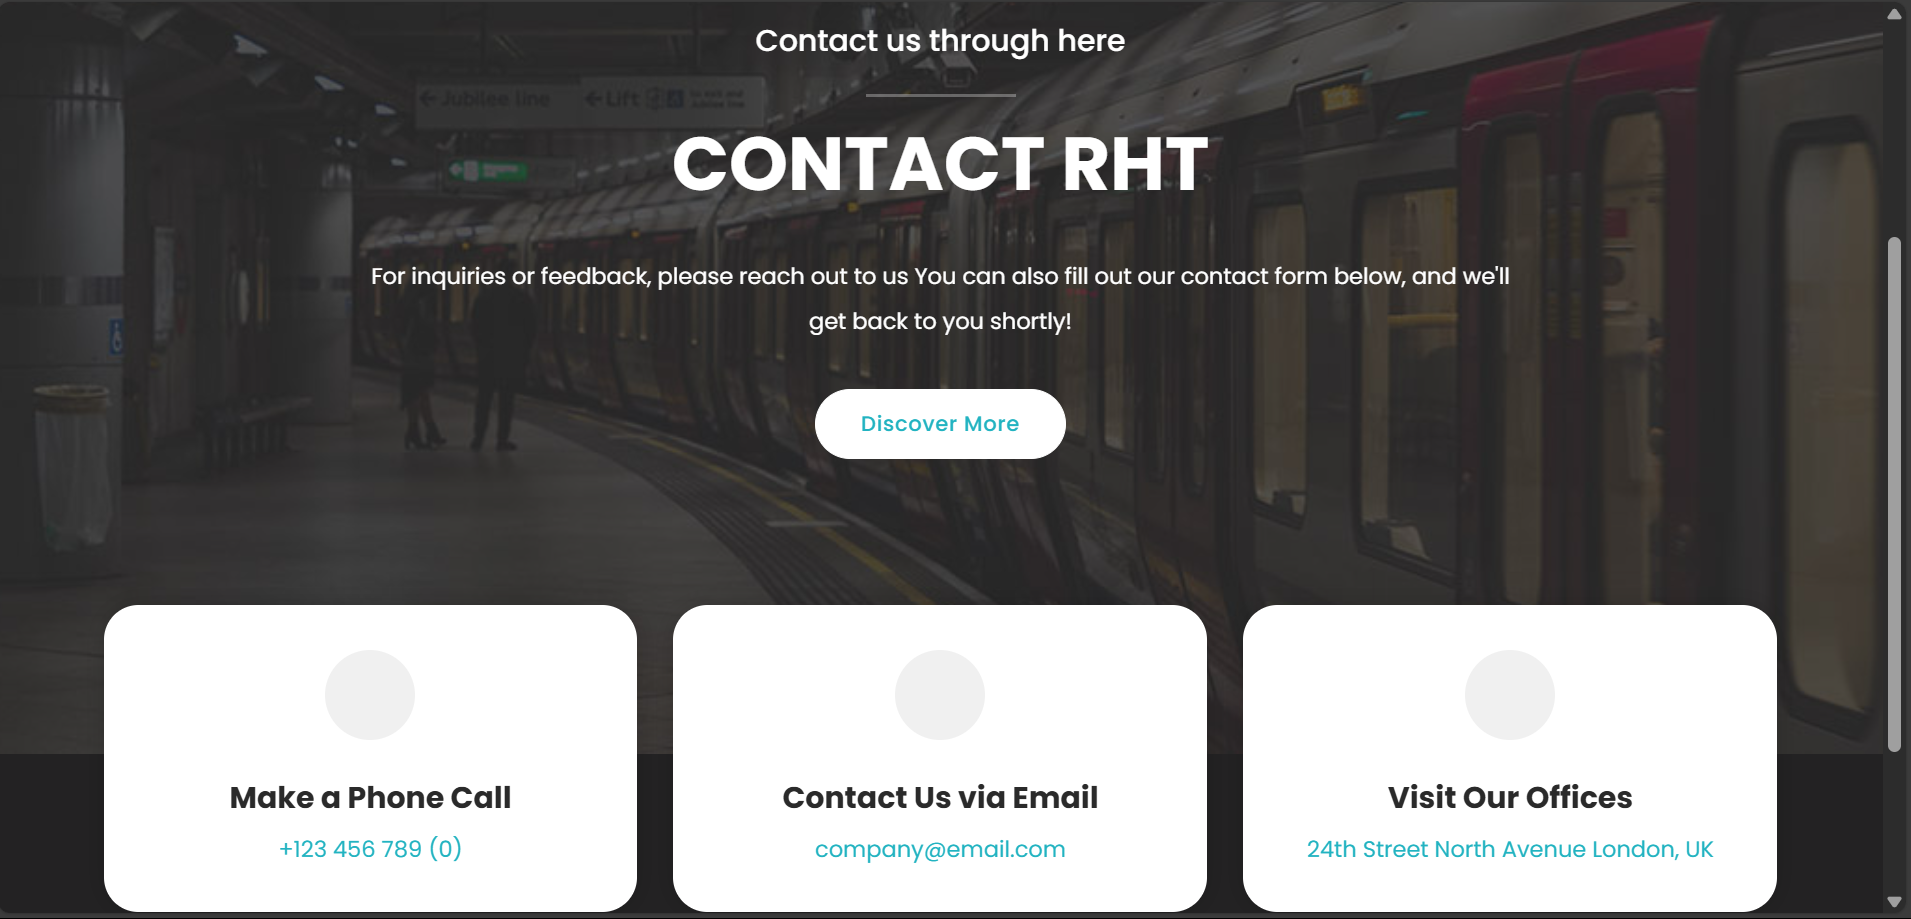 Contact us through here
← Jubilee line
← Lift
CONTACT RHT
For inquiries or feedback, please reach out to us You can also fill out our contact form below, and we'll
get back to you shortly!
Discover More
Make a Phone Call
+123 456 789 (0)
Contact Us via Email
company@email.com
Visit Our Offices
24th Street North Avenue London, UK